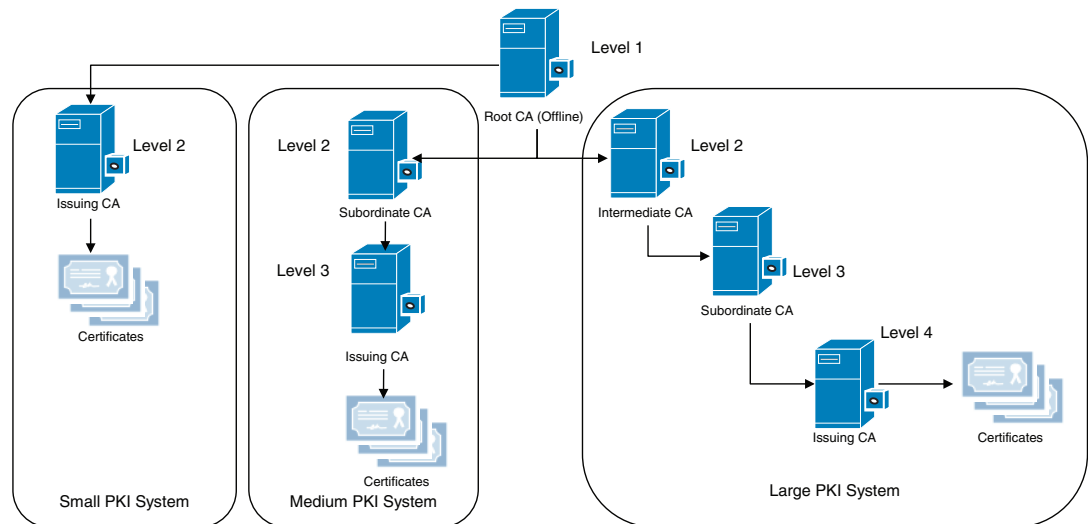 Level 1
Root CA (Offline)
Level 2
Issuing CA
Certificates
Small PKI System
Level 2
Subordinate CA
Level 3
Issuing CA
Certificates
Medium PKI System
Level 2
Intermediate CA
Level 3
Subordinate CA
Level 4
Issuing CA
Certificates
Large PKI System